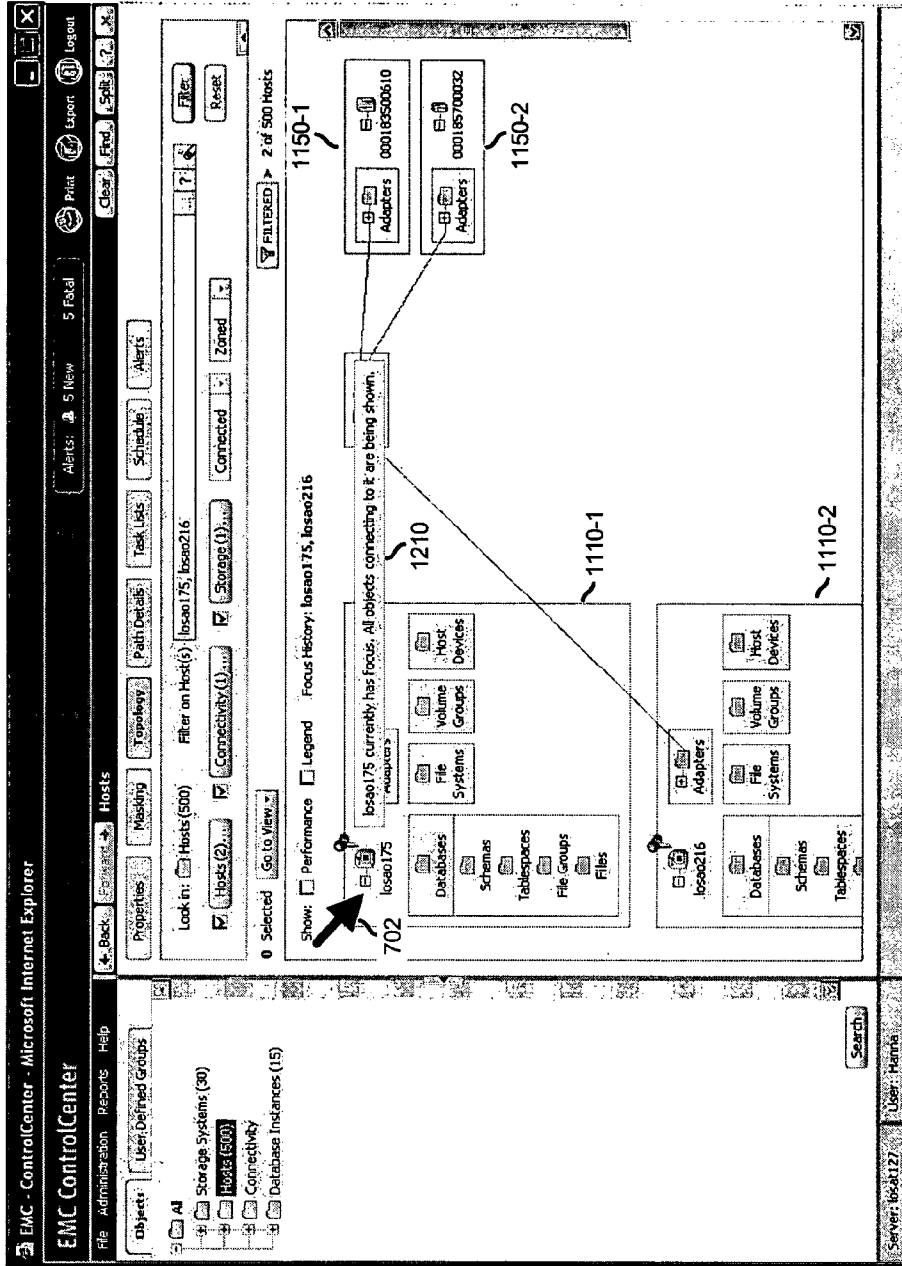 EMC - ControlCenter - Microsoft Internet Explorer
EMC ControlCenter
Alerts: 5 New 5 Fatal
Print Export Logout
File Administration Reports Help
Back Forward Hosts
Clear Find Split ?
Objects User Defined Groups
All
Storage Systems (30)
Hosts (500)
Connectivity
Database Instances (15)
Search
Properties Masking Topology Path Details Task Lists Schedule Alerts
Look in: Hosts (500) Filter on Host(s) losao175, losao216 ... ? Filter
Hosts (2)... Connectivity (1)... Storage (1)... Connected Zoned Reset
0 Selected Go to View FILTERED 2 of 500 Hosts
Show: Performance Legend Focus History: losao175, losao216
702
losao175
losao175 currently has focus. All objects connecting to it are being shown.
1210
Adapters
Databases
Schemas
Tablespaces
File Groups
Files
File Systems
Volume Groups
Host Devices
1110-1
1150-1
Adapters
000183500610
Adapters
000185700032
1150-2
losao216
Adapters
Databases
Schemas
Tablespaces
File Systems
Volume Groups
Host Devices
1110-2
Server: losat127 User: Hanna